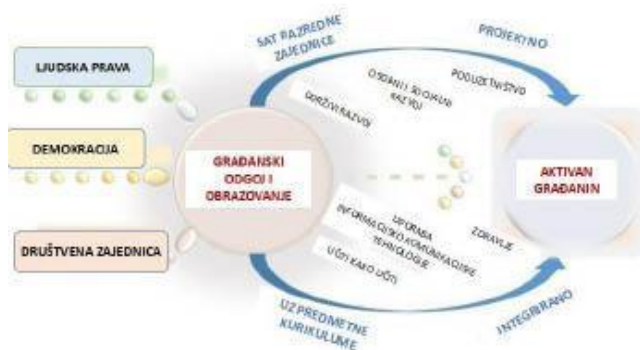 SAT RAZREDNE
ZAJEDNICE
PROJEKTNO
LJUDSKA PRAVA
ODRŽIVI RAZVOJ
OSOBNI I SOCIJALNI
RAZVOJ
PODUZETNIŠTVO
DEMOKRACIJA
GRAĐANSKI
ODGOJ I
OBRAZOVANJE
AKTIVAN
GRAĐANIN
DRUŠTVENA ZAJEDNICA
UČITI KAKO UČITI
UPORABA
INFORMACIJSKO KOMUNIKACIJSKE
TEHNOLOGIJE
ZDRAVLJE
UZ PREDMETNE
KURIKULUME
INTEGRIRANO